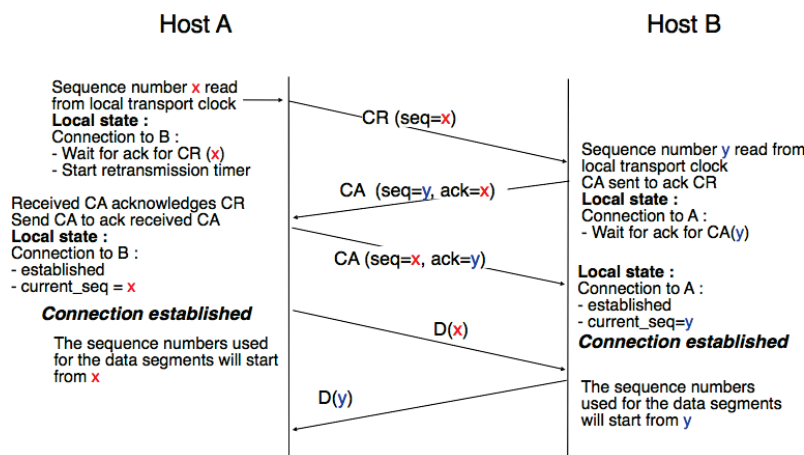 Host A
Host B
Sequence number x read
from local transport clock
Local state :
Connection to B :
- Wait for ack for CR (x)
- Start retransmission timer
CR (seq=x)
Sequence number y read from
local transport clock
CA sent to ack CR
Local state :
Connection to A :
- Wait for ack for CA(y)
CA (seq=y, ack=x)
Received CA acknowledges CR
Send CA to ack received CA
Local state :
Connection to B :
- established
- current_seq = x
Connection established
The sequence numbers used
for the data segments will start
from x
CA (seq=x, ack=y)
Local state :
Connection to A :
- established
- current_seq=y
Connection established
D(x)
The sequence numbers
used for the data segments
will start from y
D(y)